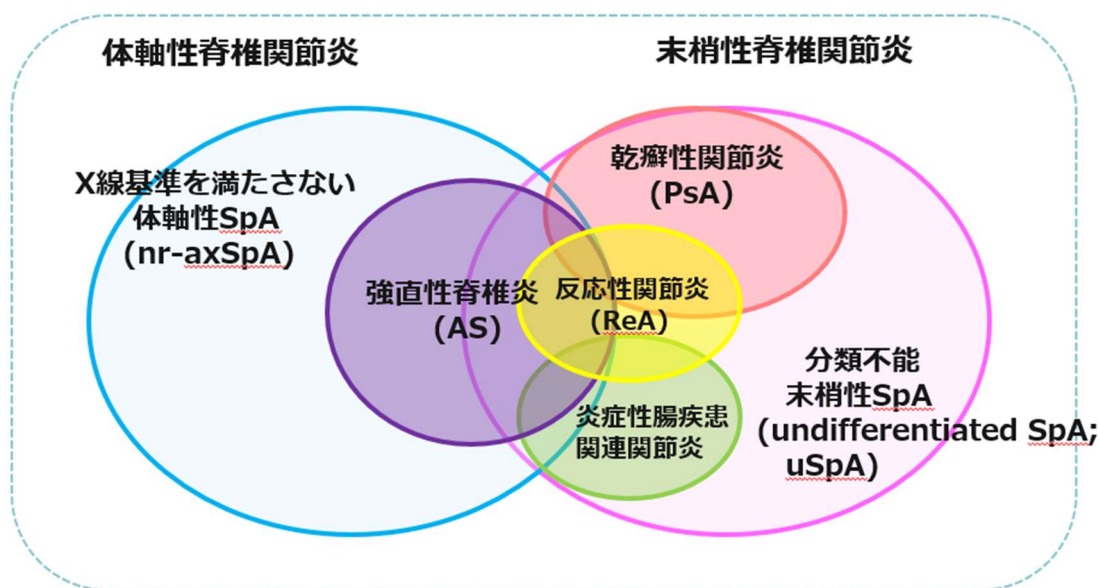 体軸性脊椎関節炎
末梢性脊椎関節炎
X線基準を満たさない
体軸性SpA
(nr-axSpA)
強直性脊椎炎
(AS)
乾癬性関節炎
(PsA)
反応性関節炎
(ReA)
炎症性腸疾患
関連関節炎
分類不能
末梢性SpA
(undifferentiated SpA;
uSpA)